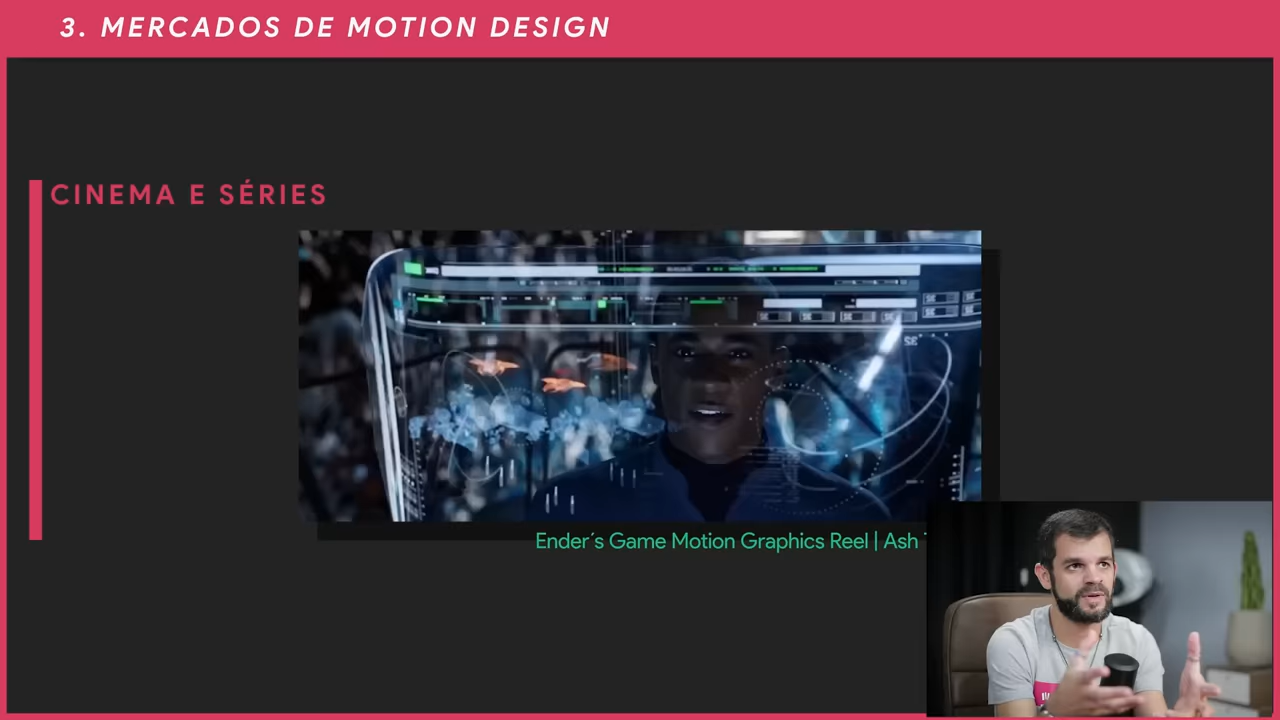 3. MERCADOS DE MOTION DESIGN
CINEMA E SÉRIES
Ender´s Game Motion Graphics Reel | Ash